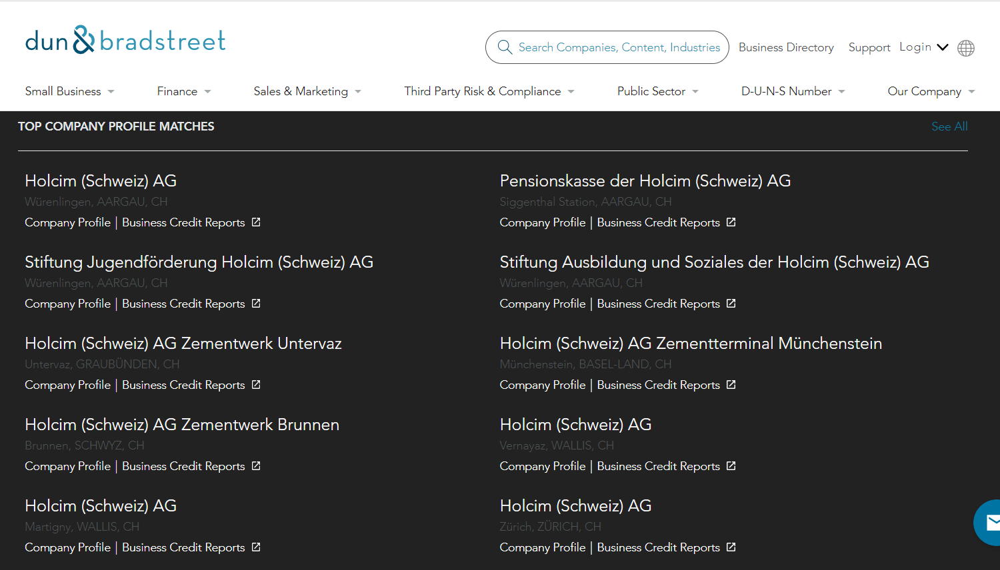 dun&bradstreet
Search Companies, Content, Industries
Business Directory
Support
Login
Small Business
Finance
Sales & Marketing
Third Party Risk & Compliance
Public Sector
D-U-N-S Number
Our Company
TOP COMPANY PROFILE MATCHES
See All
Holcim (Schweiz) AG
Würenlingen, AARGAU, CH
Company Profile | Business Credit Reports
Pensionskasse der Holcim (Schweiz) AG
Siggenthal Station, AARGAU, CH
Company Profile | Business Credit Reports
Stiftung Jugendförderung Holcim (Schweiz) AG
Würenlingen, AARGAU, CH
Company Profile | Business Credit Reports
Stiftung Ausbildung und Soziales der Holcim (Schweiz) AG
Würenlingen, AARGAU, CH
Company Profile | Business Credit Reports
Holcim (Schweiz) AG Zementwerk Untervaz
Untervaz, GRAUBÜNDEN, CH
Company Profile | Business Credit Reports
Holcim (Schweiz) AG Zementterminal Münchenstein
Münchenstein, BASEL-LAND, CH
Company Profile | Business Credit Reports
Holcim (Schweiz) AG Zementwerk Brunnen
Brunnen, SCHWYZ, CH
Company Profile | Business Credit Reports
Holcim (Schweiz) AG
Vernayaz, WALLIS, CH
Company Profile | Business Credit Reports
Holcim (Schweiz) AG
Martigny, WALLIS, CH
Company Profile | Business Credit Reports
Holcim (Schweiz) AG
Zürich, ZÜRICH, CH
Company Profile | Business Credit Reports